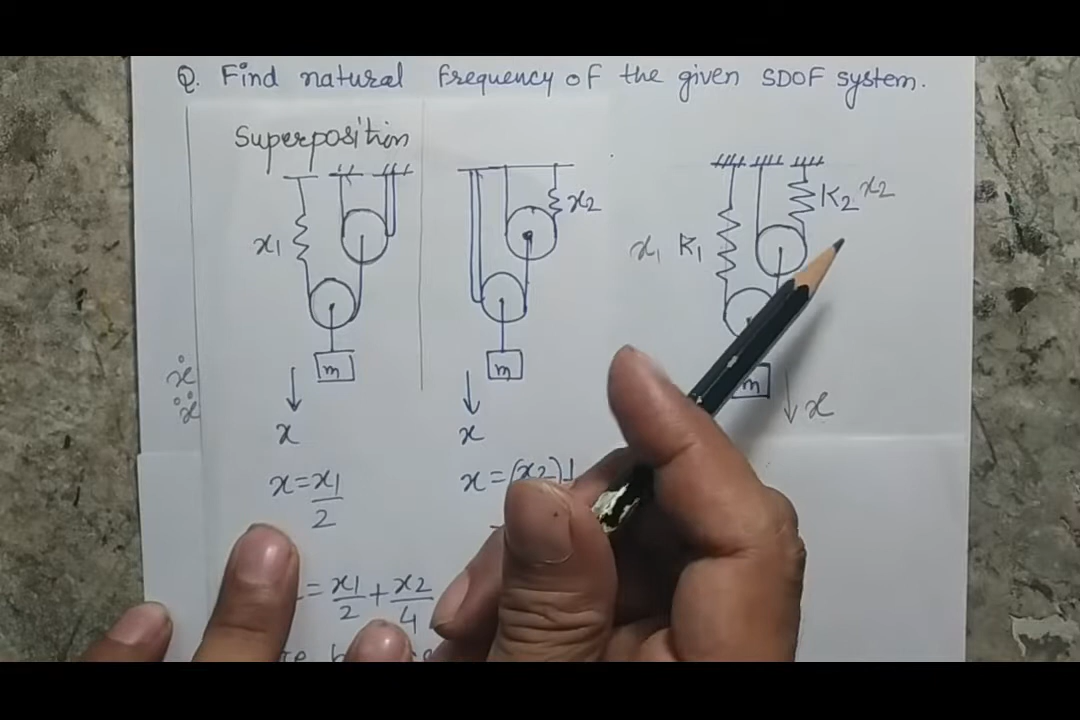 Q. Find natural frequency of the given SDOF system.
Superposition
x1
x2
x1 K1
K2 x2
m
m
m
ẋ
ẍ
x
x
x
x = x1/2
x = (x2) 1
= x1/2 + x2/4